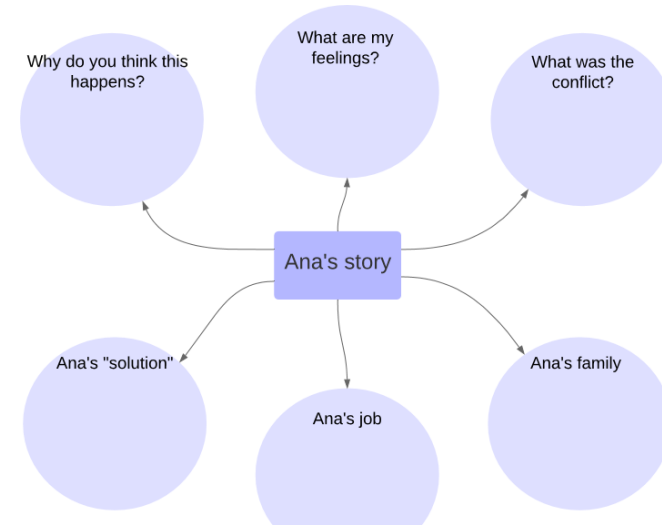 Why do you think this
happens?
What are my
feelings?
What was the
conflict?
Ana's story
Ana's "solution"
Ana's job
Ana's family